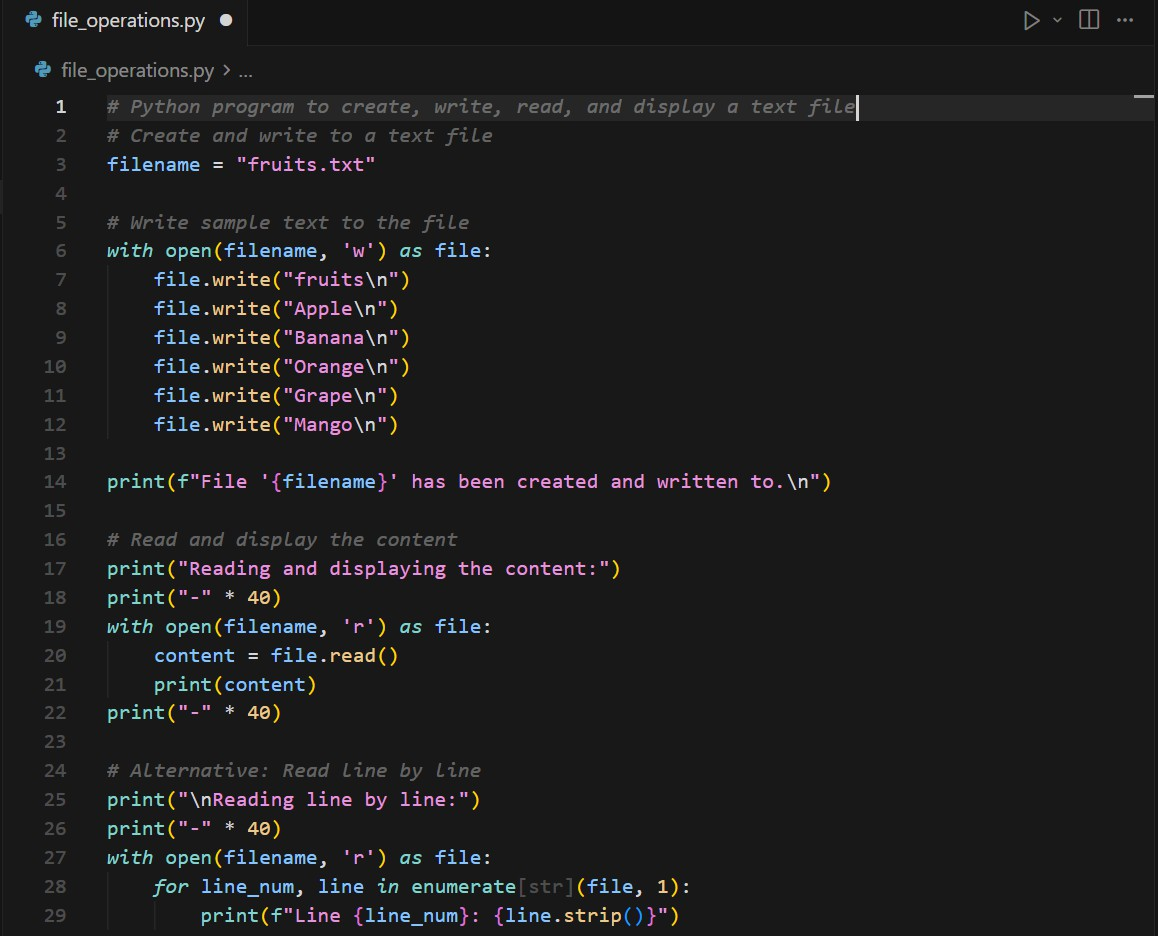 file_operations.py
file_operations.py > ...
1 # Python program to create, write, read, and display a text file
2 # Create and write to a text file
3 filename = "fruits.txt"
4
5 # Write sample text to the file
6 with open(filename, 'w') as file:
7     file.write("fruits\n")
8     file.write("Apple\n")
9     file.write("Banana\n")
10     file.write("Orange\n")
11     file.write("Grape\n")
12     file.write("Mango\n")
13
14 print(f"File '{filename}' has been created and written to.\n")
15
16 # Read and display the content
17 print("Reading and displaying the content:")
18 print("-" * 40)
19 with open(filename, 'r') as file:
20     content = file.read()
21     print(content)
22 print("-" * 40)
23
24 # Alternative: Read line by line
25 print("\nReading line by line:")
26 print("-" * 40)
27 with open(filename, 'r') as file:
28     for line_num, line in enumerate[str](file, 1):
29         print(f"Line {line_num}: {line.strip()}")